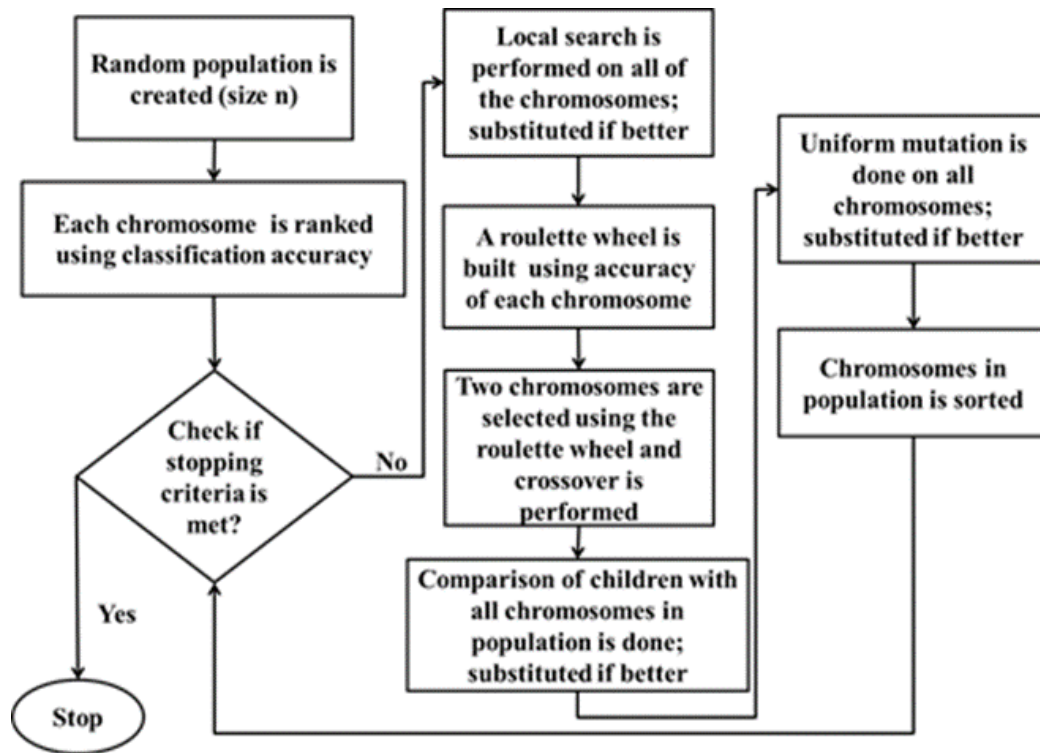 Random population is
created (size n)
Each chromosome is ranked
using classification accuracy
Check if
stopping
criteria is
met?
Yes
Stop
No
Local search is
performed on all of
the chromosomes;
substituted if better
A roulette wheel is
built using accuracy
of each chromosome
Two chromosomes are
selected using the
roulette wheel and
crossover is
performed
Comparison of children with
all chromosomes in
population is done;
substituted if better
Uniform mutation is
done on all
chromosomes;
substituted if better
Chromosomes in
population is sorted